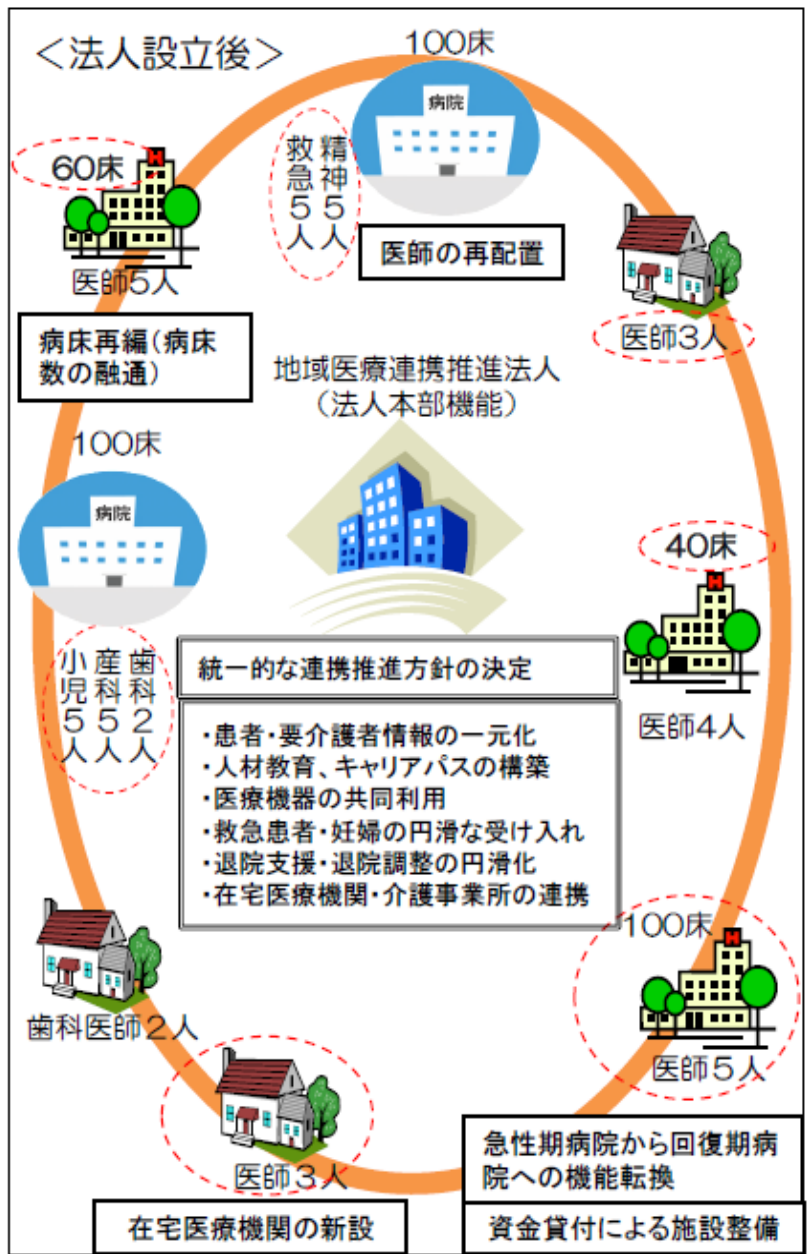 ＜法人設立後＞
100床
病院
精神5人
救急5人
医師の再配置
60床
H
医師5人
病床再編（病床
数の融通）
医師3人
地域医療連携推進法人
（法人本部機能）
100床
病院
歯科2人
産科5人
小児5人
40床
H
医師4人
統一的な連携推進方針の決定
・患者・要介護者情報の一元化
・人材教育、キャリアパスの構築
・医療機器の共同利用
・救急患者・妊婦の円滑な受け入れ
・退院支援・退院調整の円滑化
・在宅医療機関・介護事業所の連携
歯科医師2人
医師3人
在宅医療機関の新設
100床
H
医師5人
急性期病院から回復期病
院への機能転換
資金貸付による施設整備